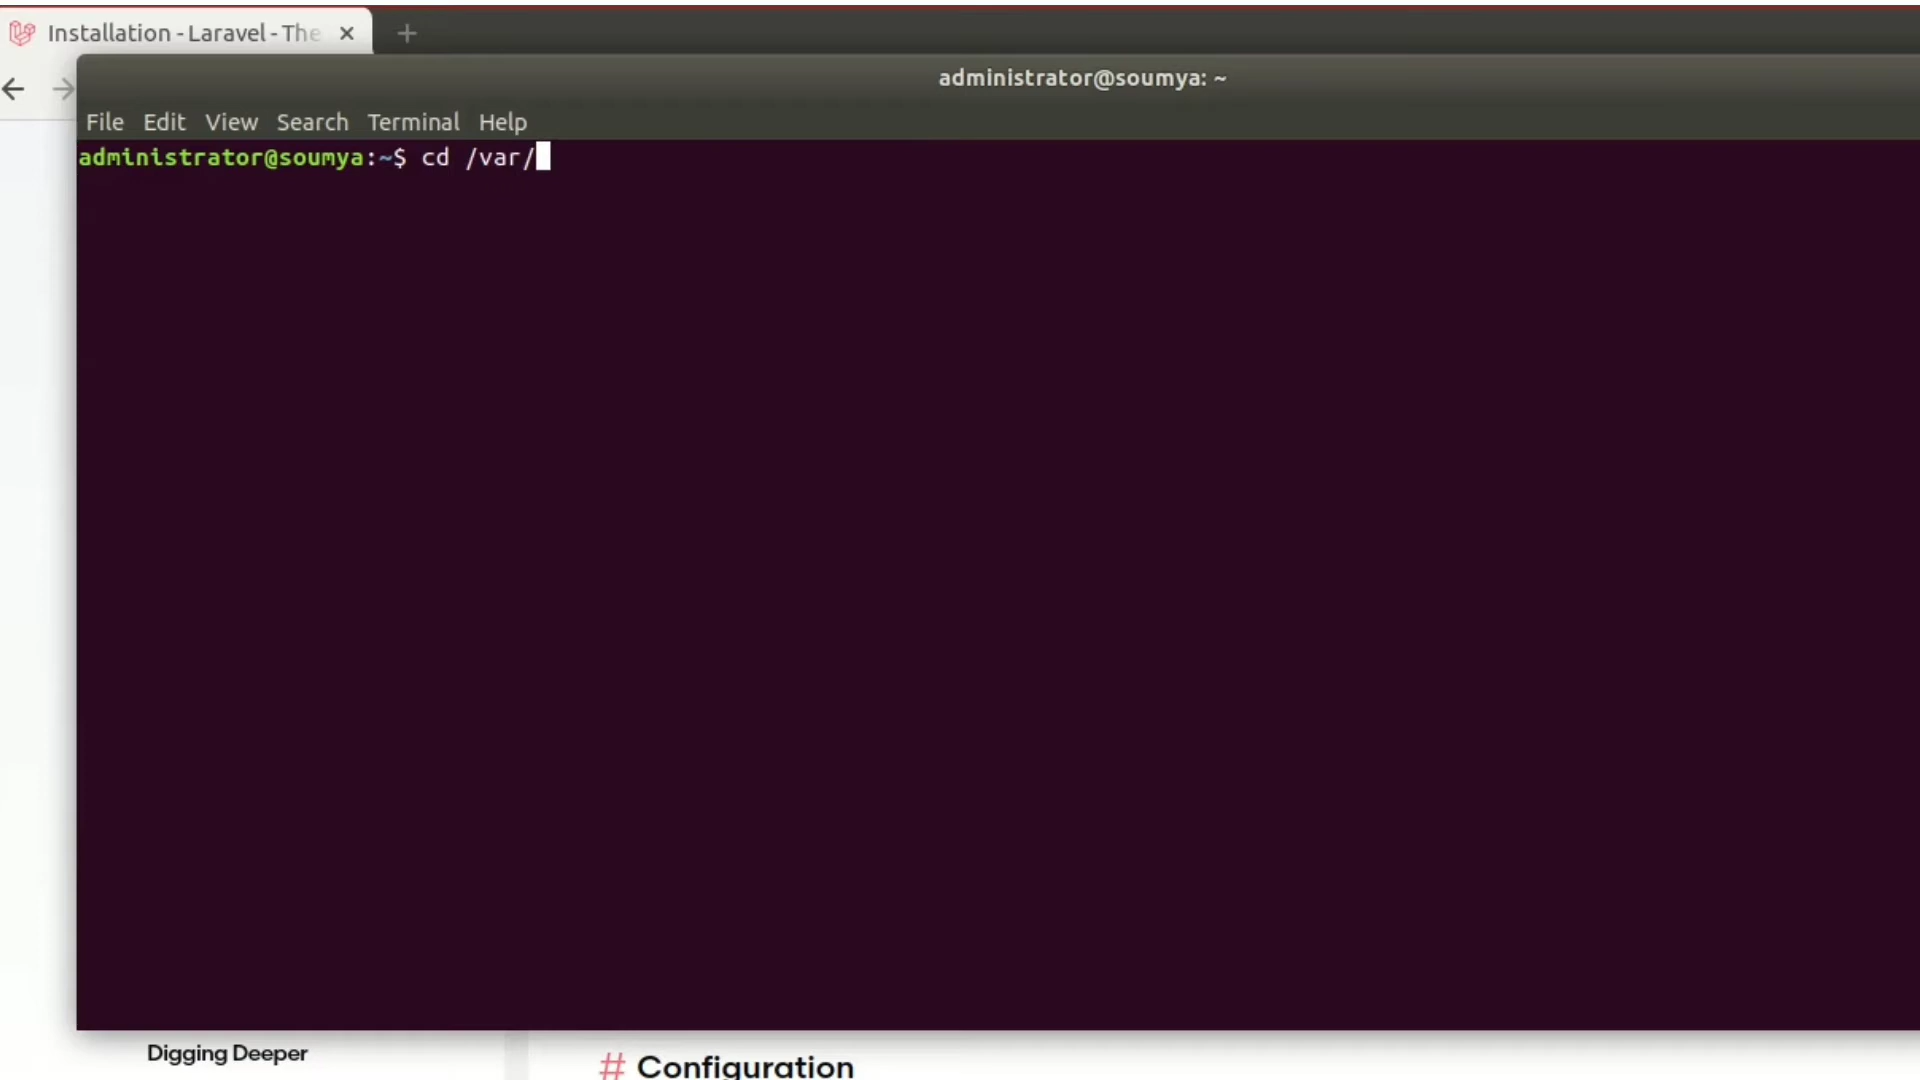 Installation - Laravel - The
administrator@soumya: ~
File Edit View Search Terminal Help
administrator@soumya:~$ cd /var/
Digging Deeper
# Configuration